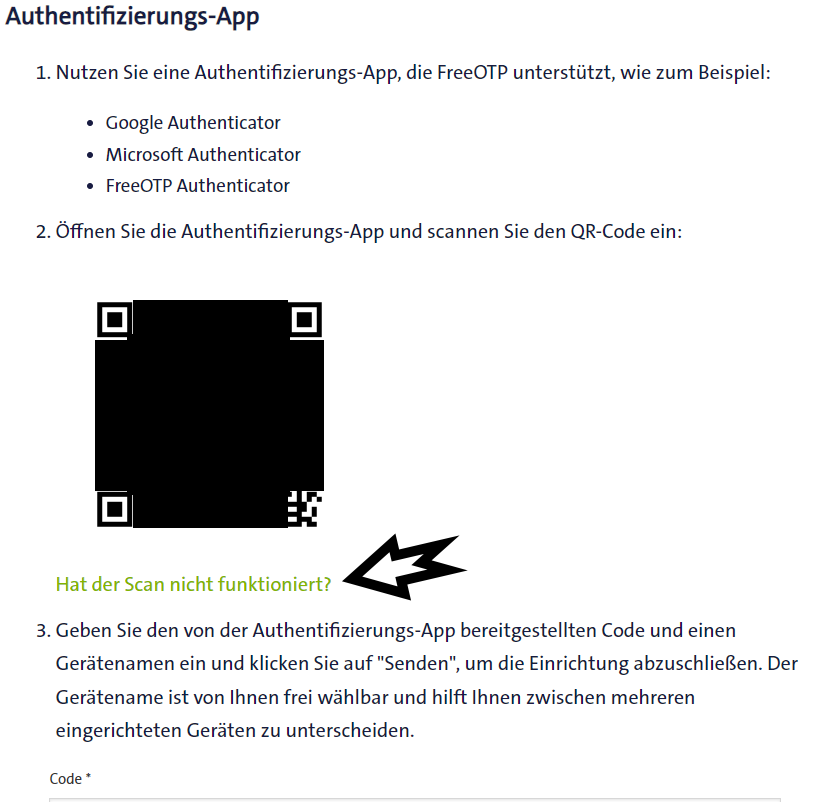 Authentifizierungs-App
1. Nutzen Sie eine Authentifizierungs-App, die FreeOTP unterstützt, wie zum Beispiel:
• Google Authenticator
• Microsoft Authenticator
• FreeOTP Authenticator
2. Öffnen Sie die Authentifizierungs-App und scannen Sie den QR-Code ein:
Hat der Scan nicht funktioniert?
3. Geben Sie den von der Authentifizierungs-App bereitgestellten Code und einen
Gerätenamen ein und klicken Sie auf "Senden", um die Einrichtung abzuschließen. Der
Gerätename ist von Ihnen frei wählbar und hilft Ihnen zwischen mehreren
eingerichteten Geräten zu unterscheiden.
Code *